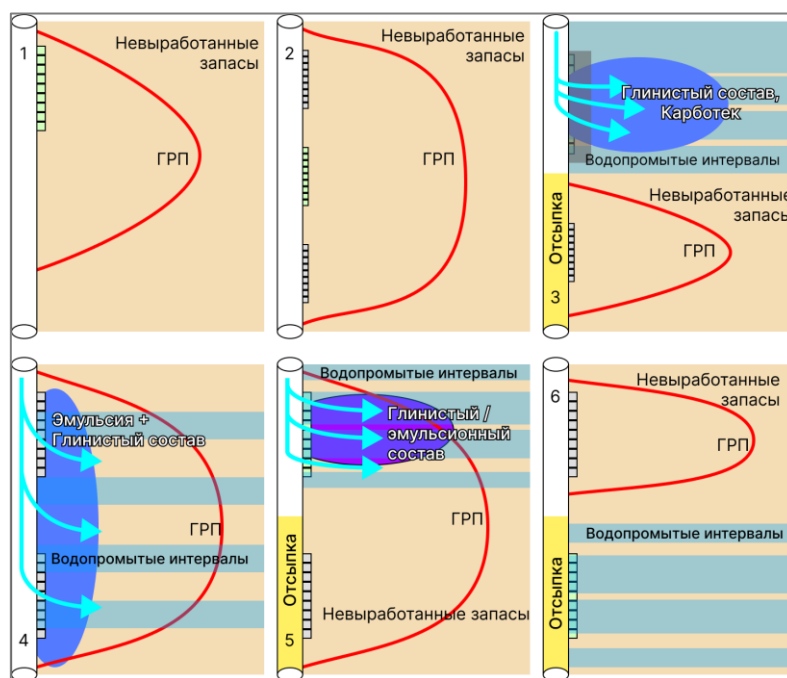 1
Невыработанные
запасы
ГРП
2
Невыработанные
запасы
ГРП
Глинистый состав,
Карботек
Водопромытые интервалы
Отсыпка
3
Невыработанные
запасы
ГРП
Эмульсия +
Глинистый состав
ГРП
Водопромытые интервалы
4
Водопромытые интервалы
Глинистый /
эмульсионный
состав
ГРП
Отсыпка
5
Невыработанные запасы
6
Невыработанные
запасы
ГРП
Водопромытые интервалы
Отсыпка